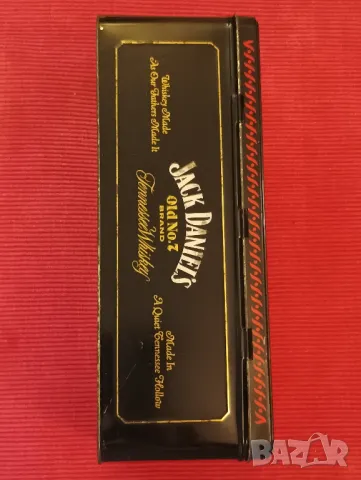 Whiskey Made
As Our Fathers Made It
JACK DANIEL'S
Old No.7
BRAND
Tennessee Whiskey
Made In
A Quiet Tennessee Hollow
BAZAR
bg